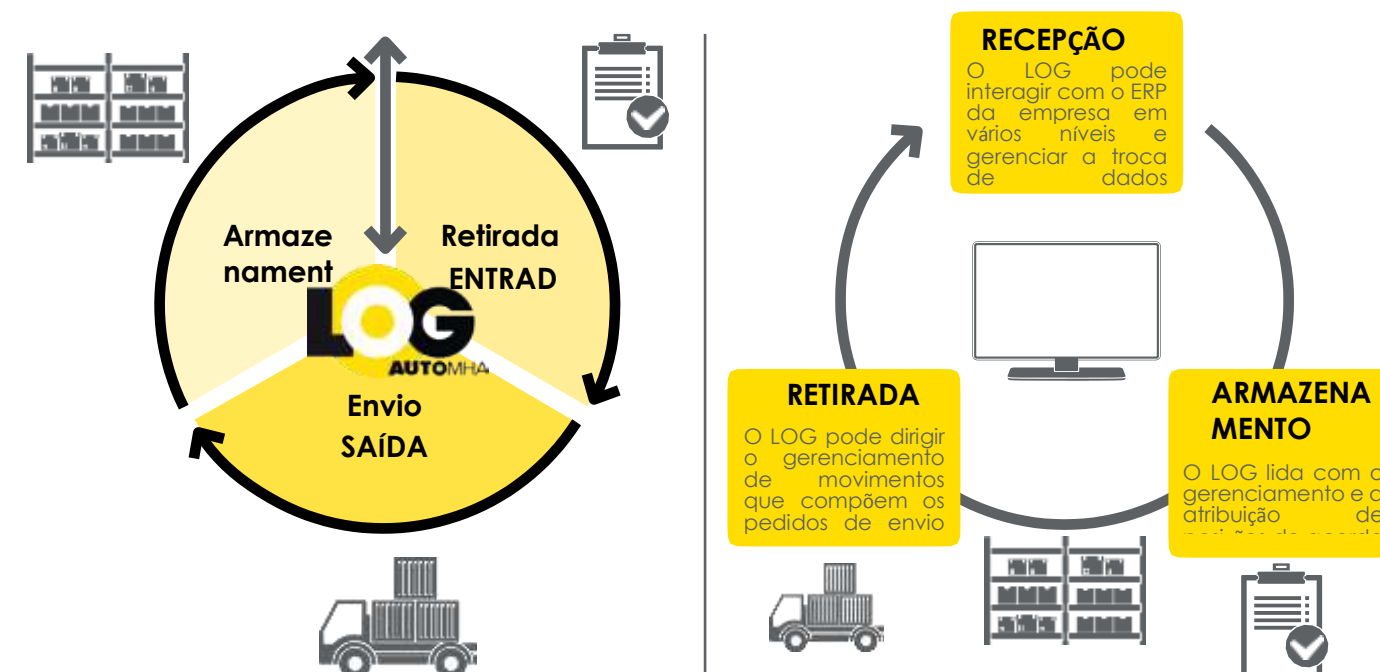 Armaze
nament
Retirada
ENTRAD
LOG
AUTOMHA
Envio
SAÍDA
RECEPÇÃO
O LOG pode
interagir com o ERP
da empresa em
vários níveis e
gerenciar a troca
de dados
RETIRADA
O LOG pode dirigir
o gerenciamento
de movimentos
que compõem os
pedidos de envio
ARMAZENA
MENTO
O LOG lida com o
gerenciamento e a
atribuição de